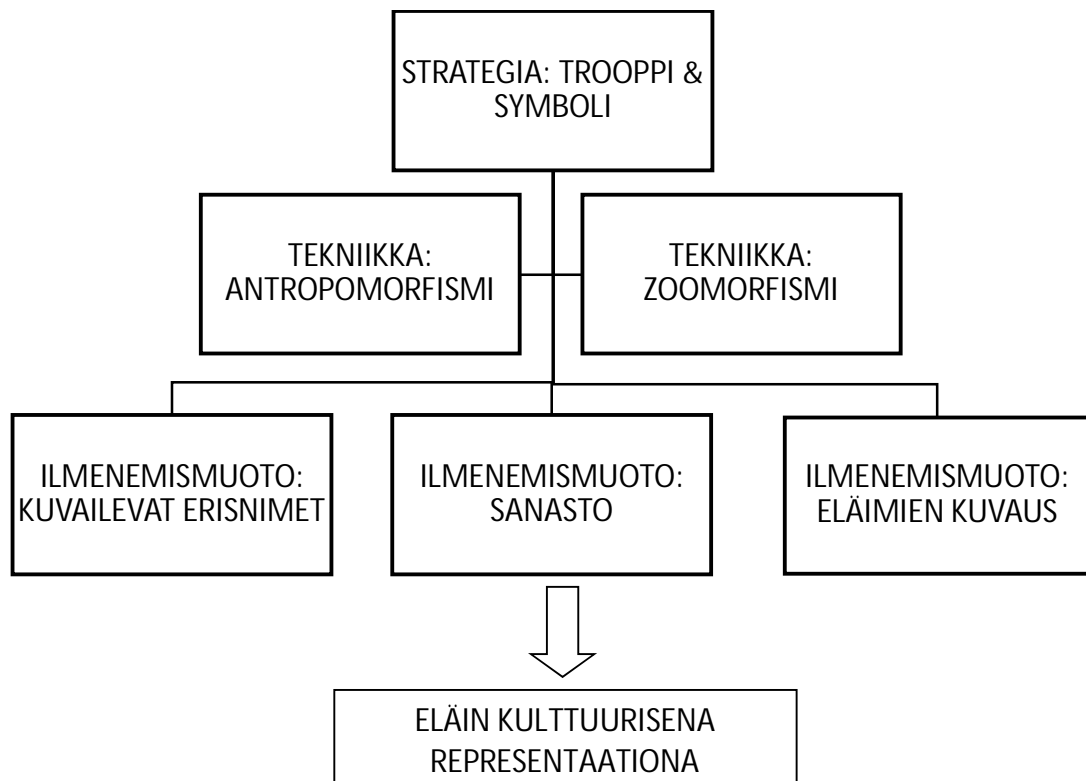 STRATEGIA: TROOPPI &
SYMBOLI
TEKNIIKKA:
ANTROPOMORFISMI
TEKNIIKKA:
ZOOMORFISMI
ILMENEMISMUOTO:
KUVAILEVAT ERISNIMET
ILMENEMISMUOTO:
SANASTO
ILMENEMISMUOTO:
ELÄIMIEN KUVAUS
ELÄIN KULTTUURISENA
REPRESENTAATIONA